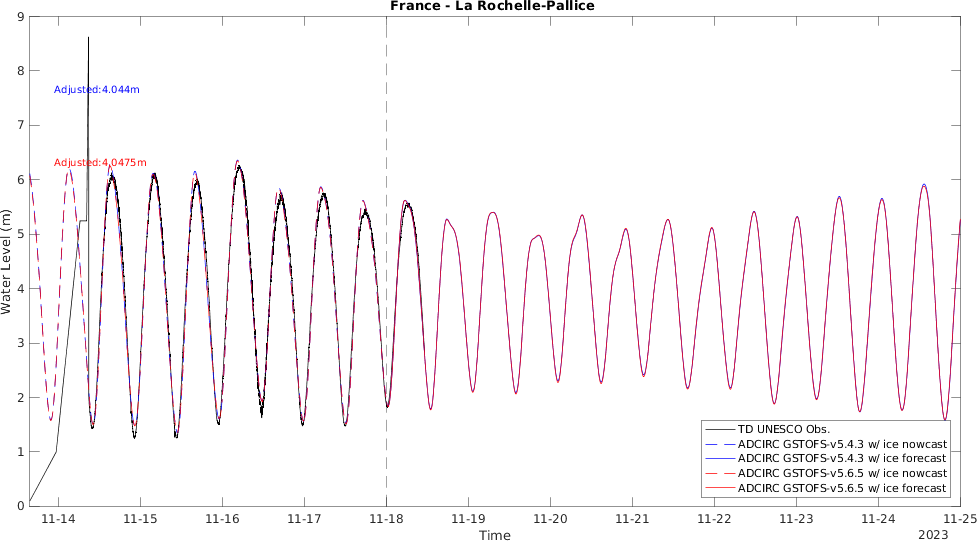 France - La Rochelle-Pallice
9
8
7
6
5
4
3
2
1
0
Water Level (m)
Adjusted:4.044m
Adjusted:4.0475m
TD UNESCO Obs.
ADCIRC GSTOFS-v5.4.3 w/ ice nowcast
ADCIRC GSTOFS-v5.4.3 w/ ice forecast
ADCIRC GSTOFS-v5.6.5 w/ ice nowcast
ADCIRC GSTOFS-v5.6.5 w/ ice forecast
11-14 11-15 11-16 11-17 11-18 11-19 11-20 11-21 11-22 11-23 11-24 11-25
Time
2023